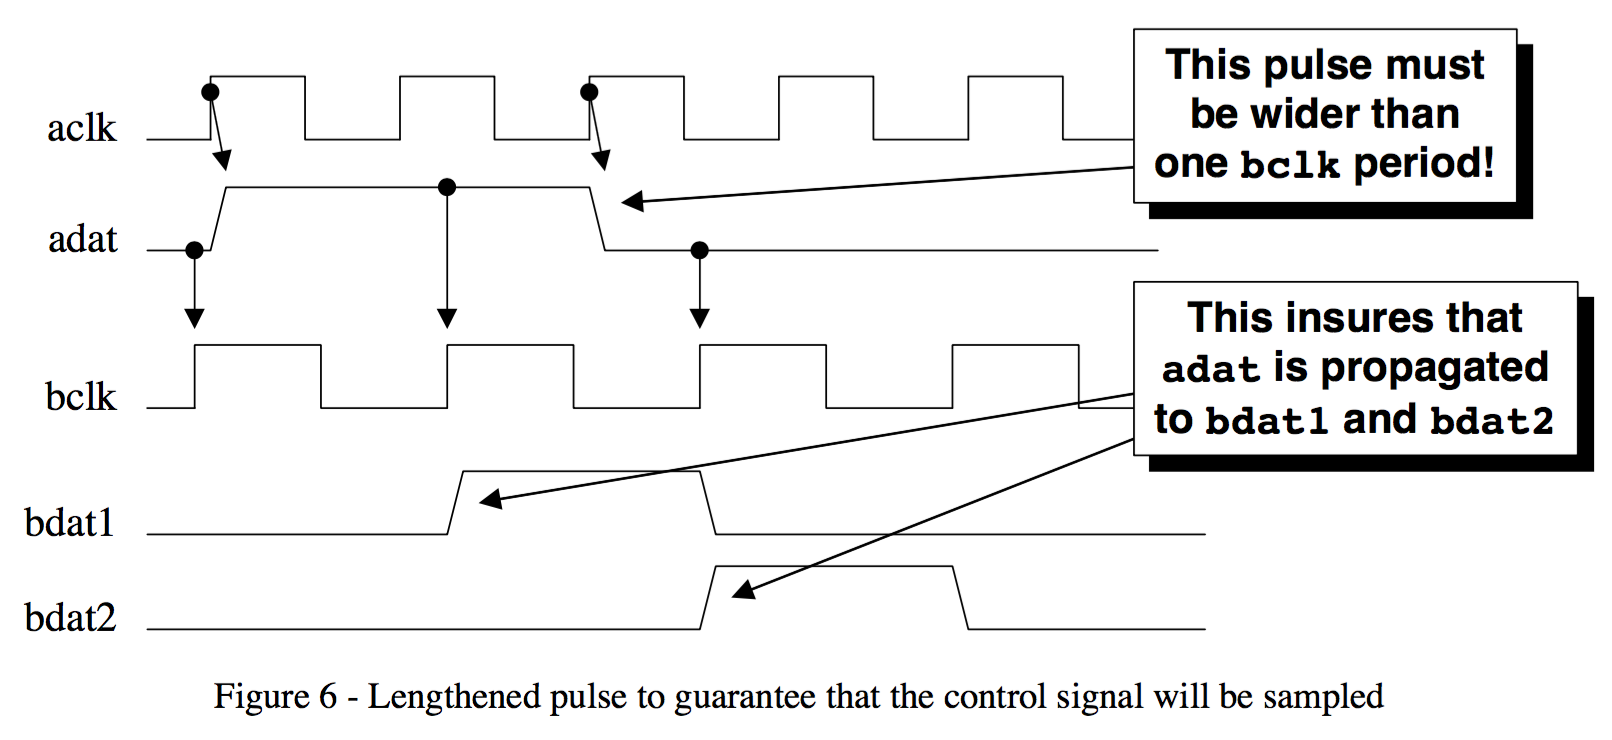 This pulse must
be wider than
one bclk period!
aclk
adat
This insures that
adat is propagated
to bdat1 and bdat2
bclk
bdat1
bdat2
Figure 6 - Lengthened pulse to guarantee that the control signal will be sampled